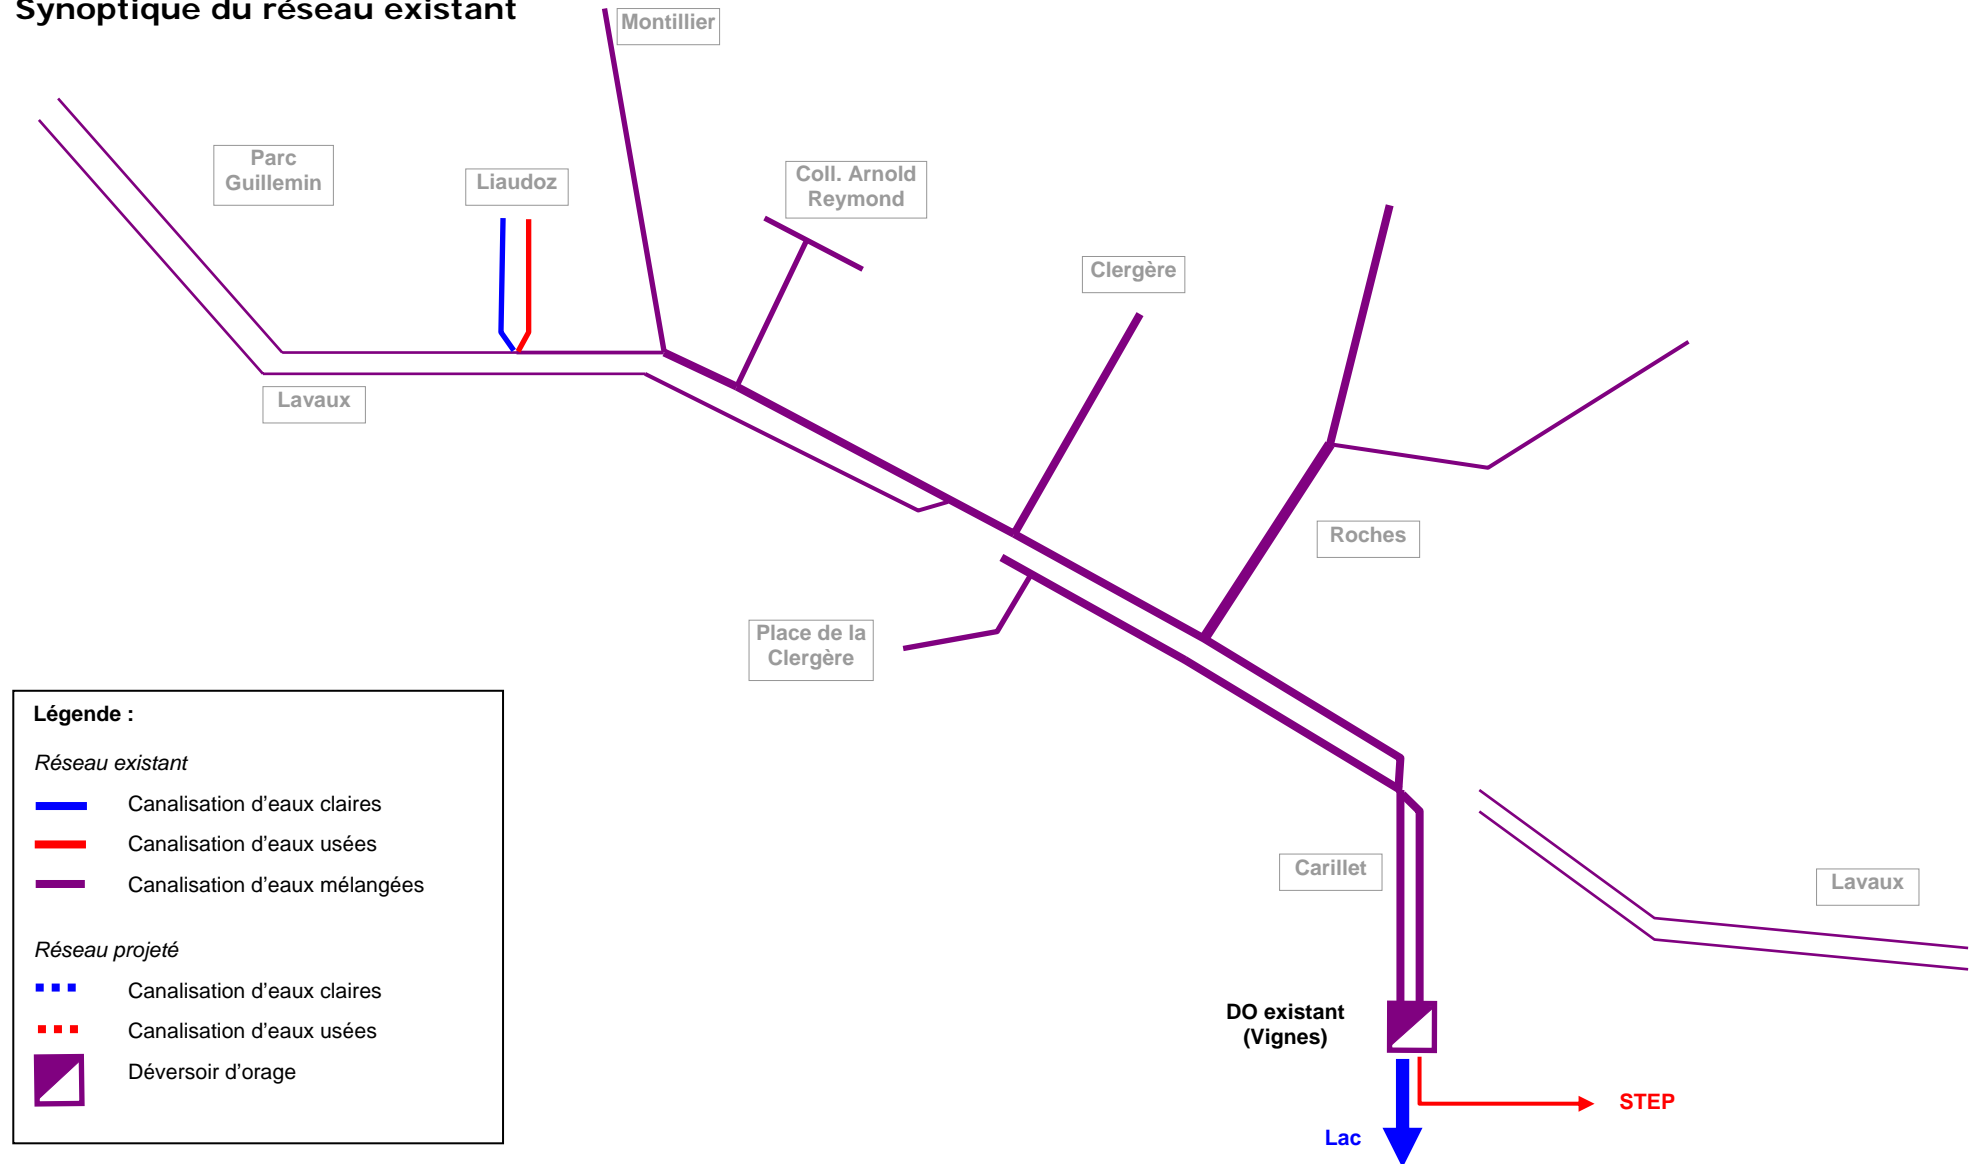 Synoptique du réseau existant
Montillier
Parc
Guillemin
Liaudoz
Coll. Arnold
Reymond
Clergère
Lavaux
Roches
Place de la
Clergère
Carillet
Lavaux
DO existant
(Vignes)
STEP
Lac
Légende :
Réseau existant
Canalisation d'eaux claires
Canalisation d'eaux usées
Canalisation d'eaux mélangées
Réseau projeté
Canalisation d'eaux claires
Canalisation d'eaux usées
Déversoir d'orage